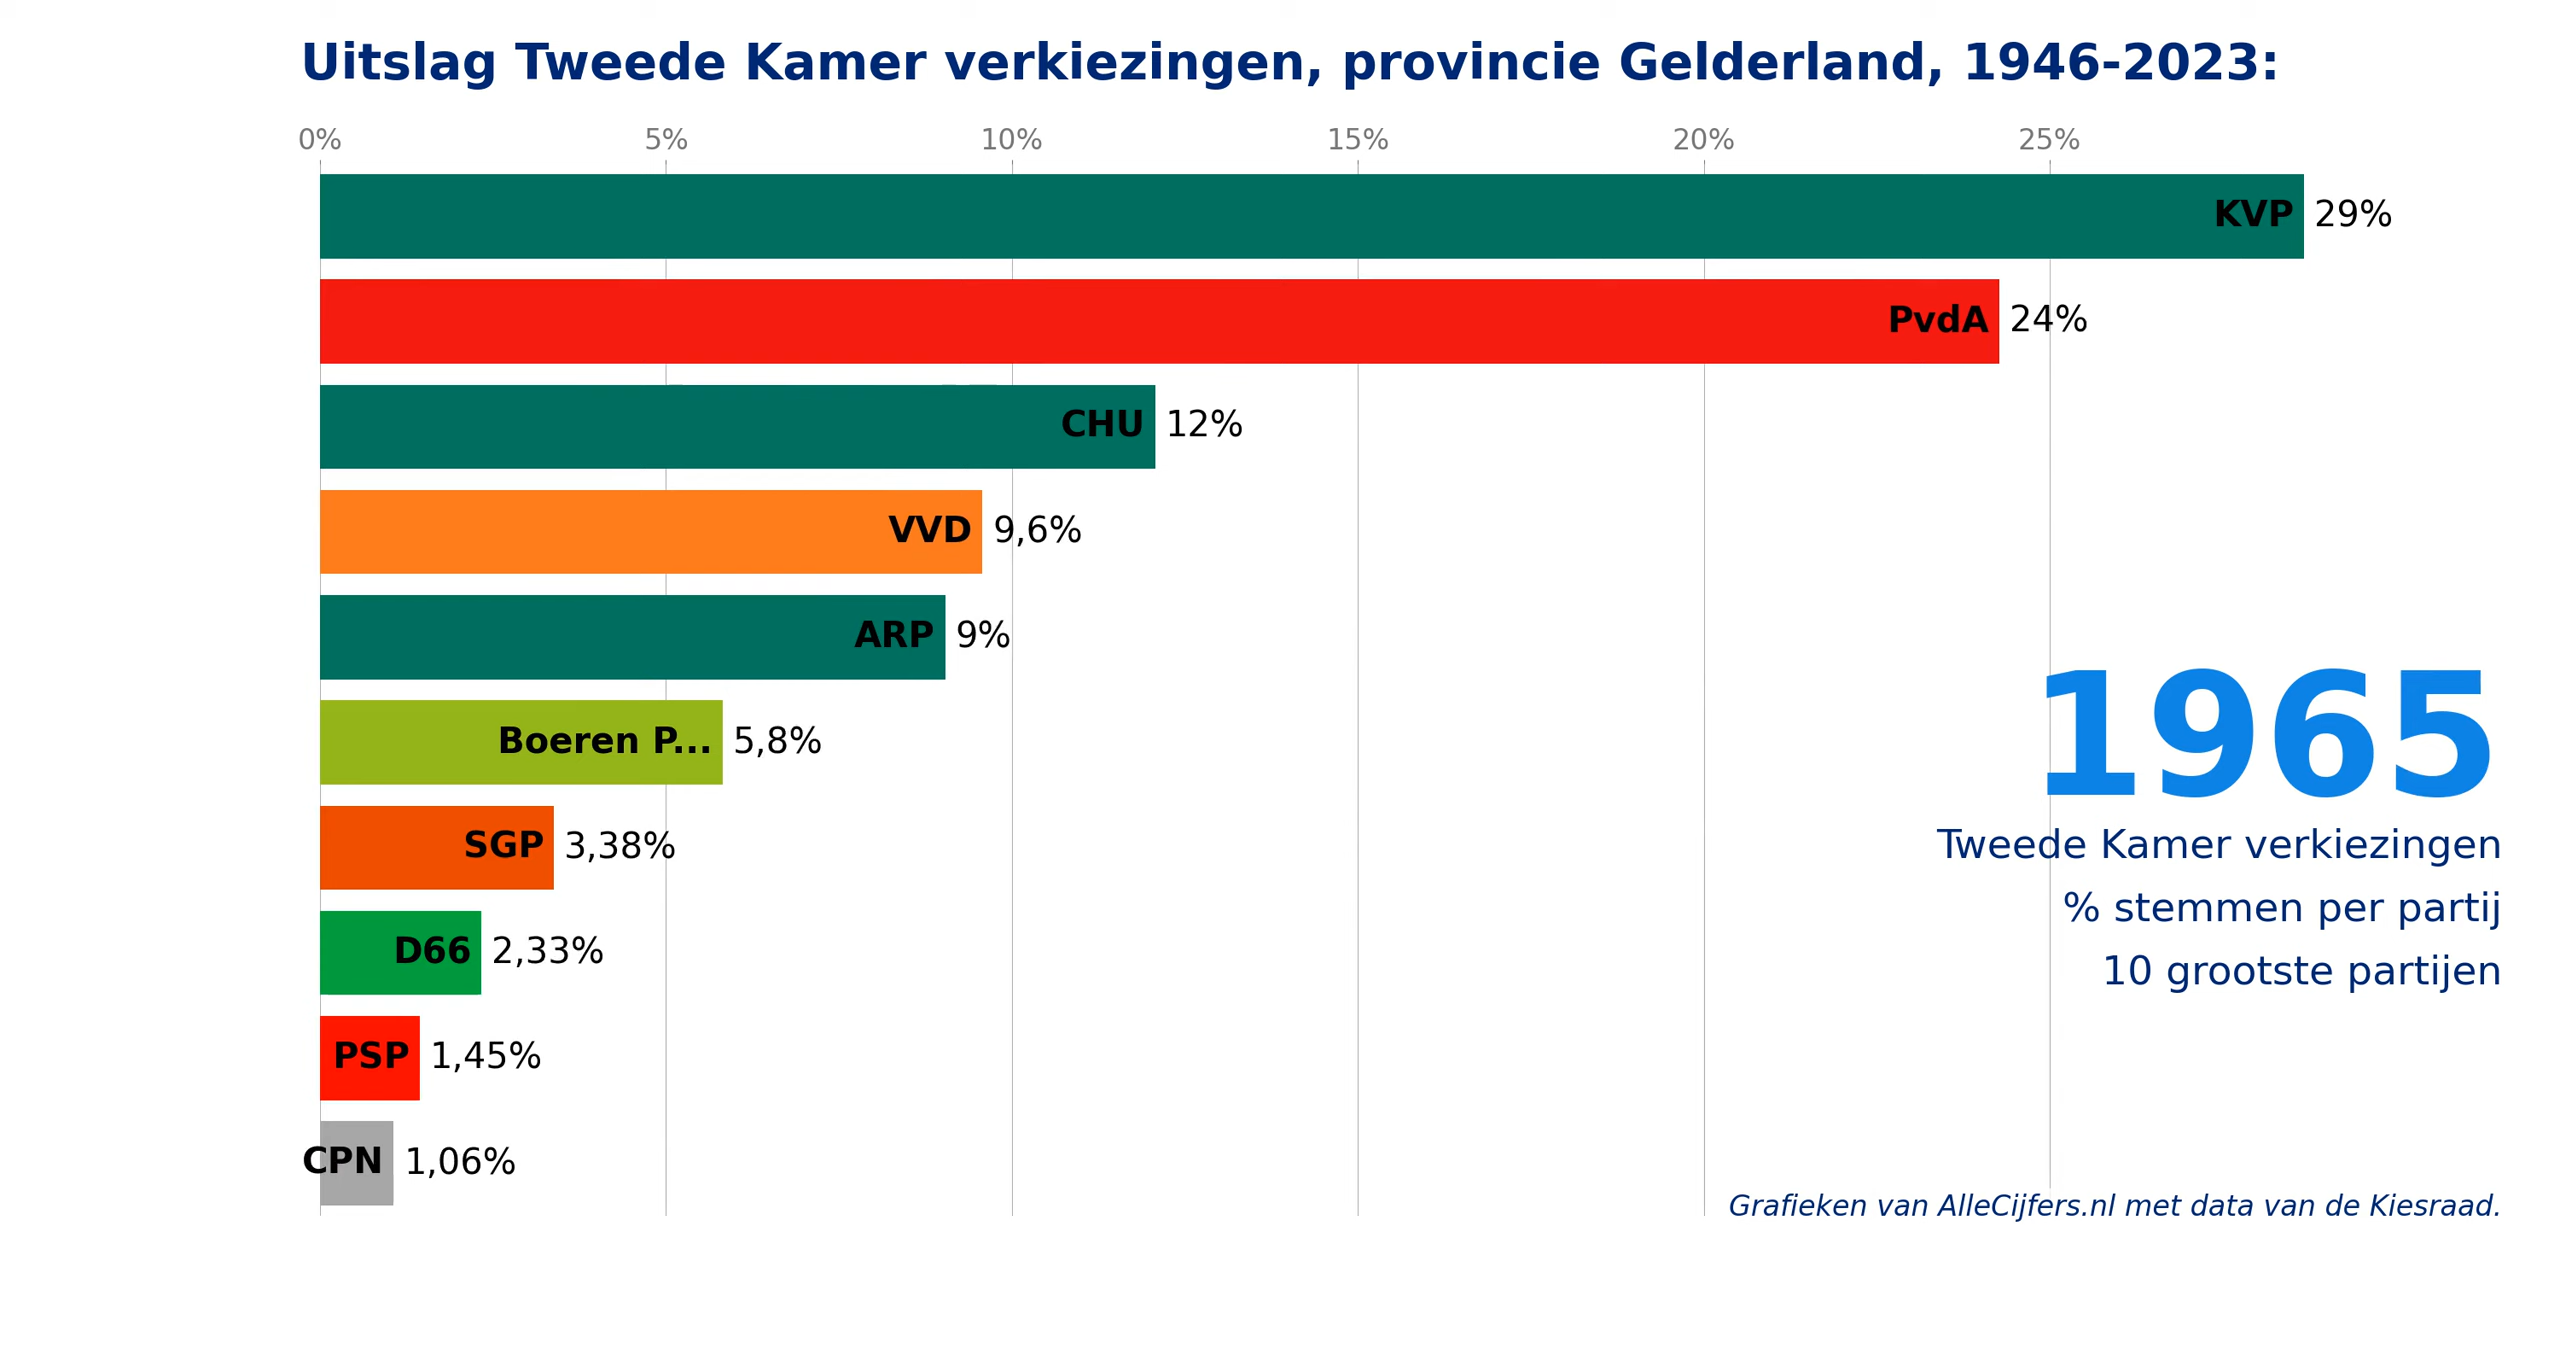 Uitslag Tweede Kamer verkiezingen, provincie Gelderland, 1946-2023:
0% 5% 10% 15% 20% 25%
KVP 29%
PvdA 24%
CHU 12%
VVD 9,6%
ARP 9%
Boeren P... 5,8%
SGP 3,38%
D66 2,33%
PSP 1,45%
CPN 1,06%
1965
Tweede Kamer verkiezingen
% stemmen per partij
10 grootste partijen
Grafieken van AlleCijfers.nl met data van de Kiesraad.